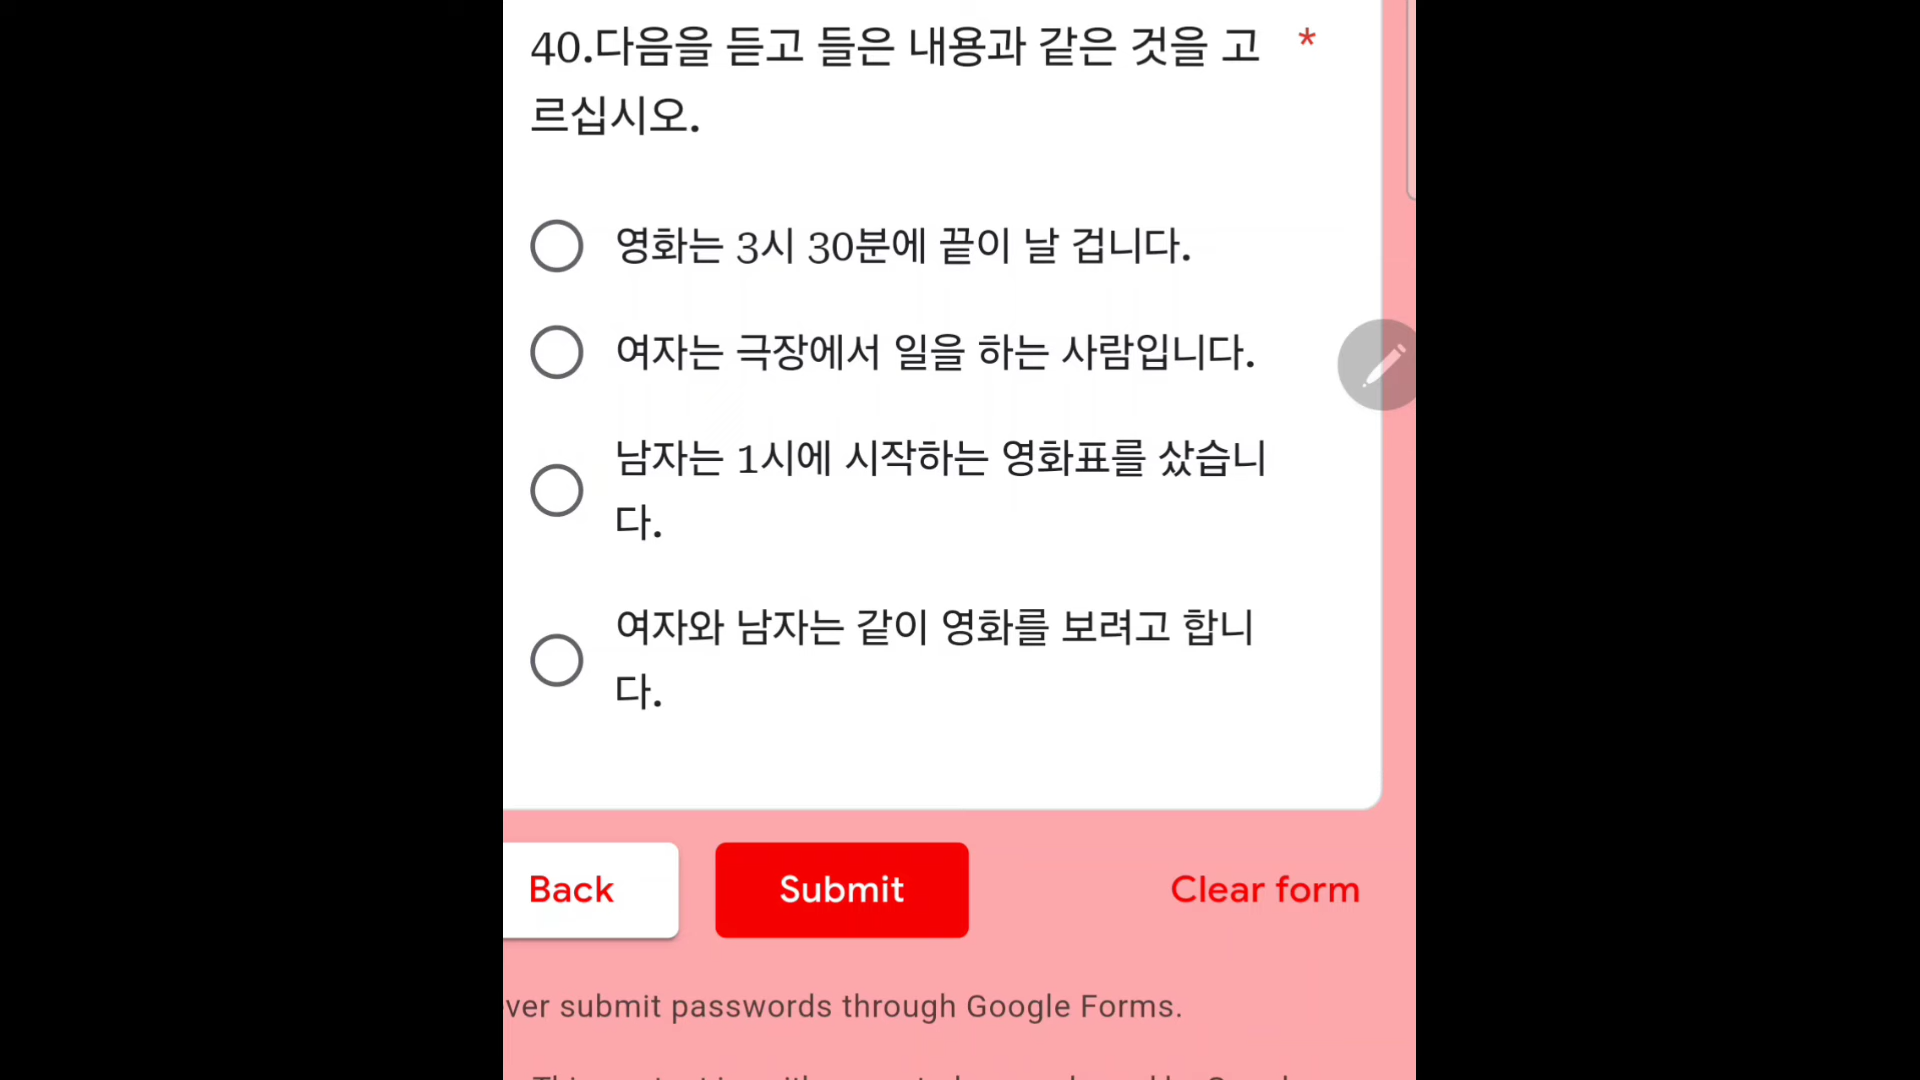 40.다음을 듣고 들은 내용과 같은 것을 고 *
르십시오.
영화는 3시 30분에 끝이 날 겁니다.
여자는 극장에서 일을 하는 사람입니다.
남자는 1시에 시작하는 영화표를 샀습니
다.
여자와 남자는 같이 영화를 보려고 합니
다.
Back
Submit
Clear form
ver submit passwords through Google Forms.